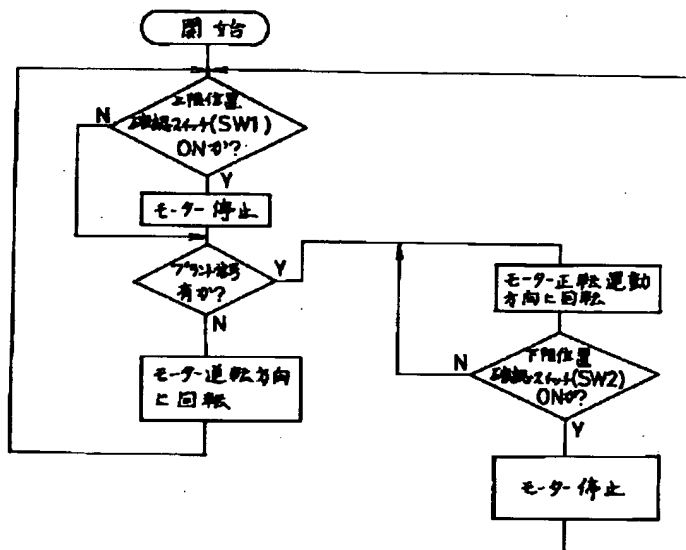 開始
上限位置
確認スイッチ(SW1)
ONか?
N
Y
モーター停止
プラント信号
有か?
Y
N
モーター逆転方向
に回転
モーター正転運動
方向に回転
下限位置
確認スイッチ(SW2)
ONか?
N
Y
モーター停止